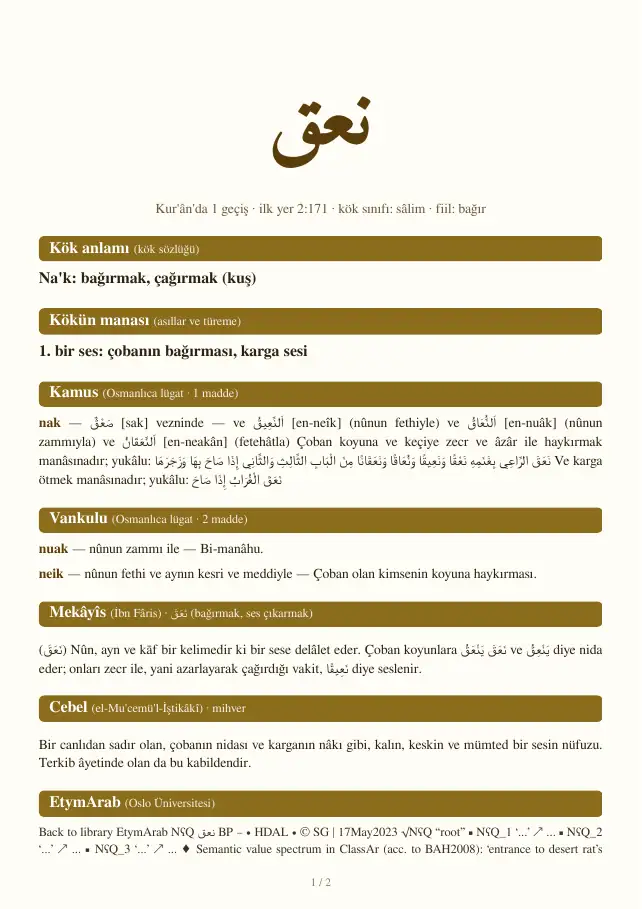 نعق
Kur'ân'da 1 geçiş · ilk yer 2:171 · kök sınıfı: sâlim · fiil: bağır
Kök anlamı (kök sözlüğü)
Na'k: bağırmak, çağırmak (kuş)
Kökün manası (asıllar ve türeme)
1. bir ses: çobanın bağırması, karga sesi
Kamus (Osmanlıca lügat · 1 madde)
nak — صَعْقٌ [sak] vezninde — ve اَلنَّعِيقُ [en-neîk] (nûnun fethiyle) ve اَلنُّعَاقُ [en-nuâk] (nûnun
zammıyla) ve اَلنَّعَقَانُ [en-neakân] (fetehâtla) Çoban koyuna ve keçiye zecr ve âzâr ile haykırmak
manâsınadır; yukâlu: نَعَقَ الرَّاعِي بِغَنَمِهِ نَعْقًا وَنَعِيقًا وَنُعَاقًا وَنَعَقَانًا مِنَ الْبَابِ الثَّالِثِ وَالثَّانِي إِذَا صَاحَ بِهَا وَزَجَرَهَا Ve karga
ötmek manâsınadır; yukâlu: نَعَقَ الْغُرَابُ إِذَا صَاحَ
Vankulu (Osmanlıca lügat · 2 madde)
nuak — nûnun zammı ile — Bi-manâhu.
neik — nûnun fethi ve aynın kesri ve meddiyle — Çoban olan kimsenin koyuna haykırması.
Mekâyîs (İbn Fâris) · نَعَقَ (bağırmak, ses çıkarmak)
(نَعَقَ) Nûn, ayn ve kāf bir kelimedir ki bir sese delâlet eder. Çoban koyunlara نَعَقَ يَنْعَقُ ve يَنْعِقُ diye nida
eder; onları zecr ile, yani azarlayarak çağırdığı vakit, نَعِيقًا diye seslenir.
Cebel (el-Mu'cemü'l-İştikâkî) · mihver
Bir canlıdan sadır olan, çobanın nidası ve karganın nâkı gibi, kalın, keskin ve mümted bir sesin nüfuzu.
Terkib âyetinde olan da bu kabildendir.
EtymArab (Oslo Üniversitesi)
Back to library EtymArab NʕQ نعق BP – • HDAL • © SG | 17May2023 √NʕQ “root” ▪ NʕQ_1 ‘...’ ↗ ... ▪ NʕQ_2
‘...’ ↗ ... ▪ NʕQ_3 ‘...’ ↗ ... ♦ Semantic value spectrum in ClassAr (acc. to BAH2008): ‘entrance to desert rat’s
1 / 2